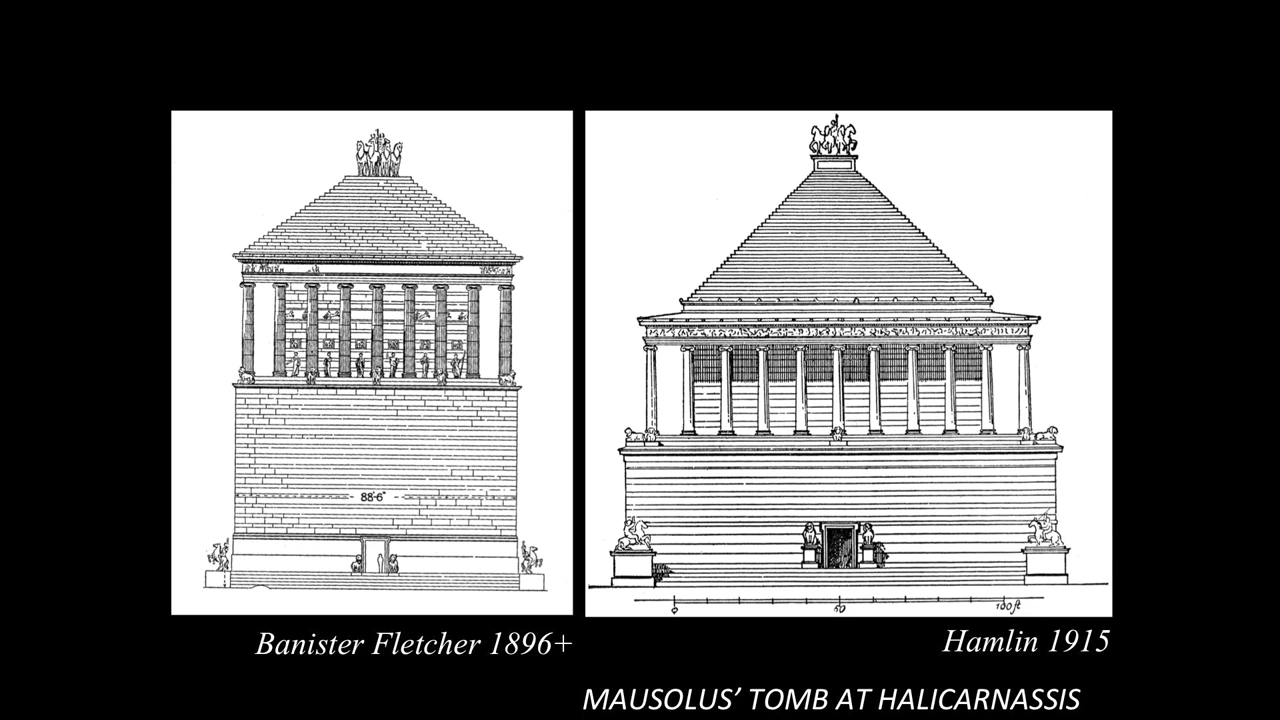 88'-6"
0 50 100 ft
Banister Fletcher 1896+
Hamlin 1915
MAUSOLUS’ TOMB AT HALICARNASSIS